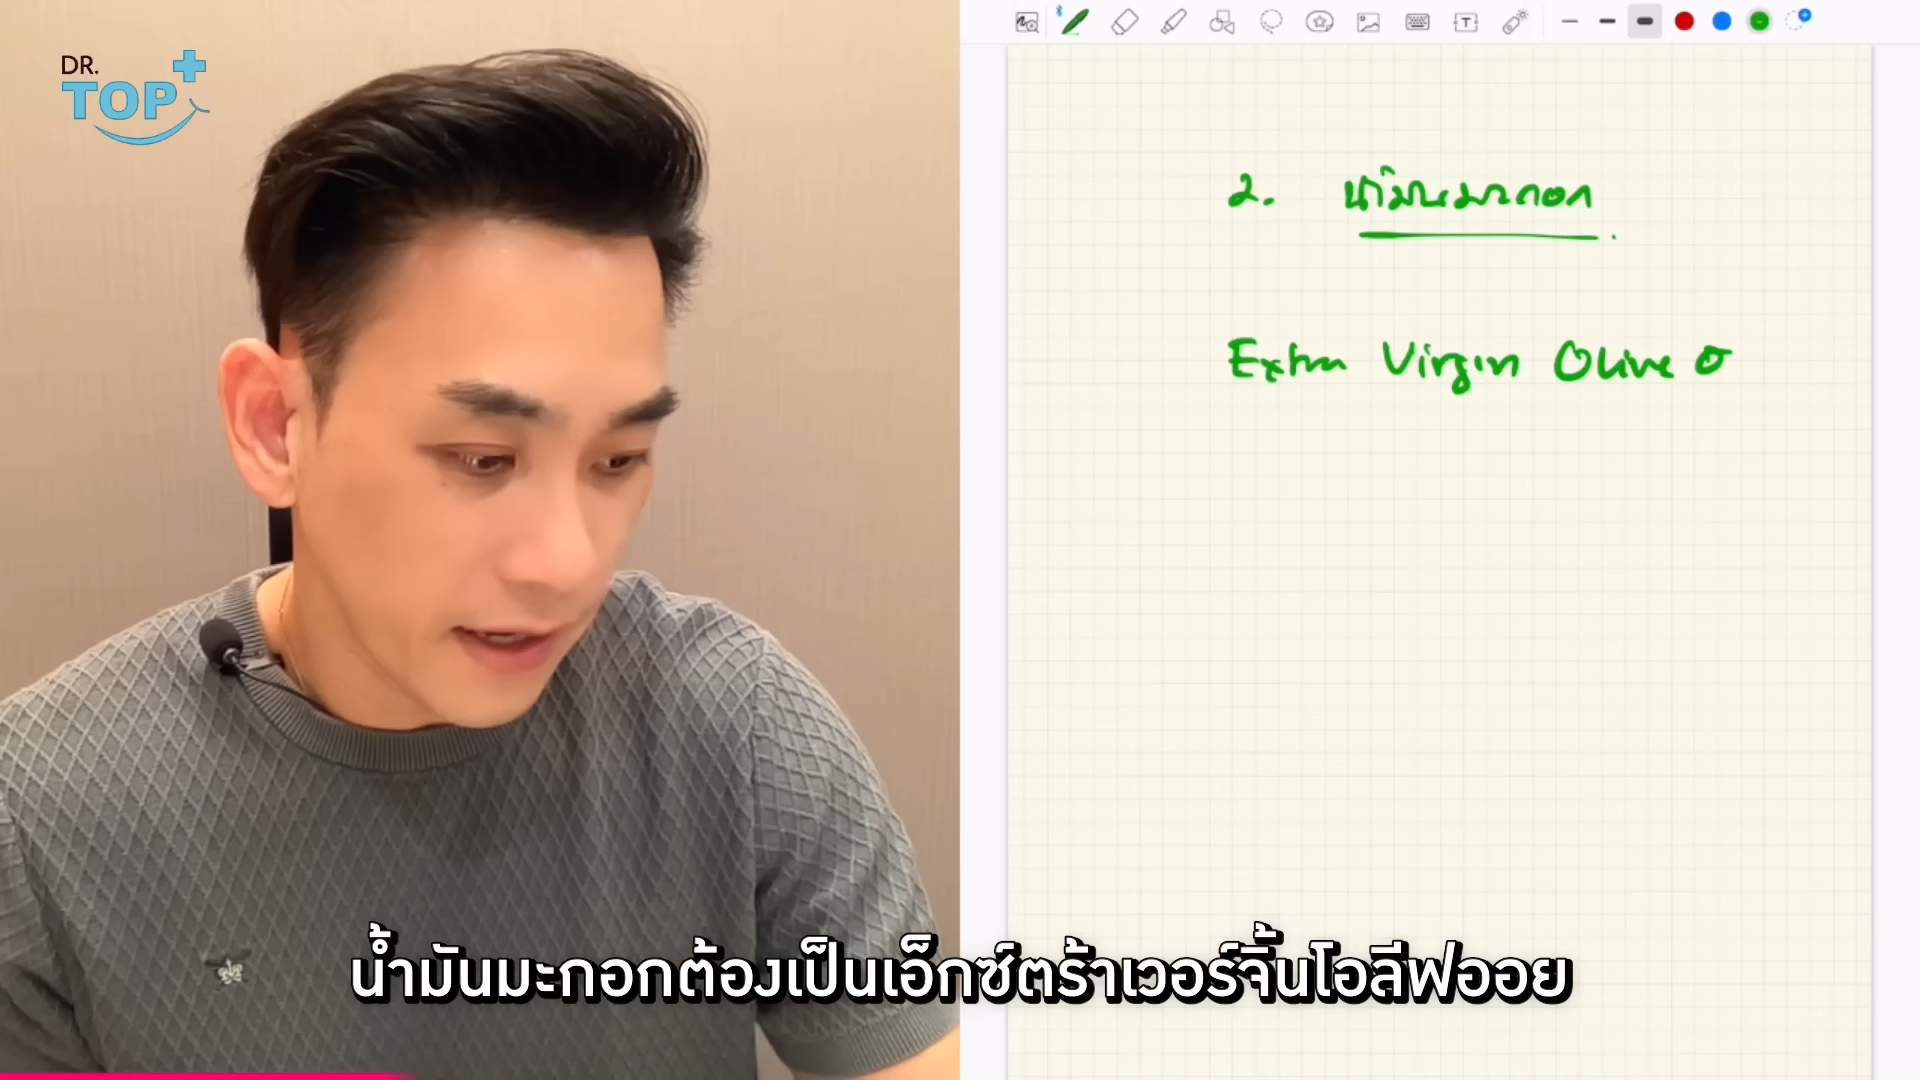 DR.
TOP
2. น้ำมันมะกอก
Extra Virgin Olive O
น้ำมันมะกอกต้องเป็นเอ็กซ์ตร้าเวอร์จิ้นโอลีฟออย